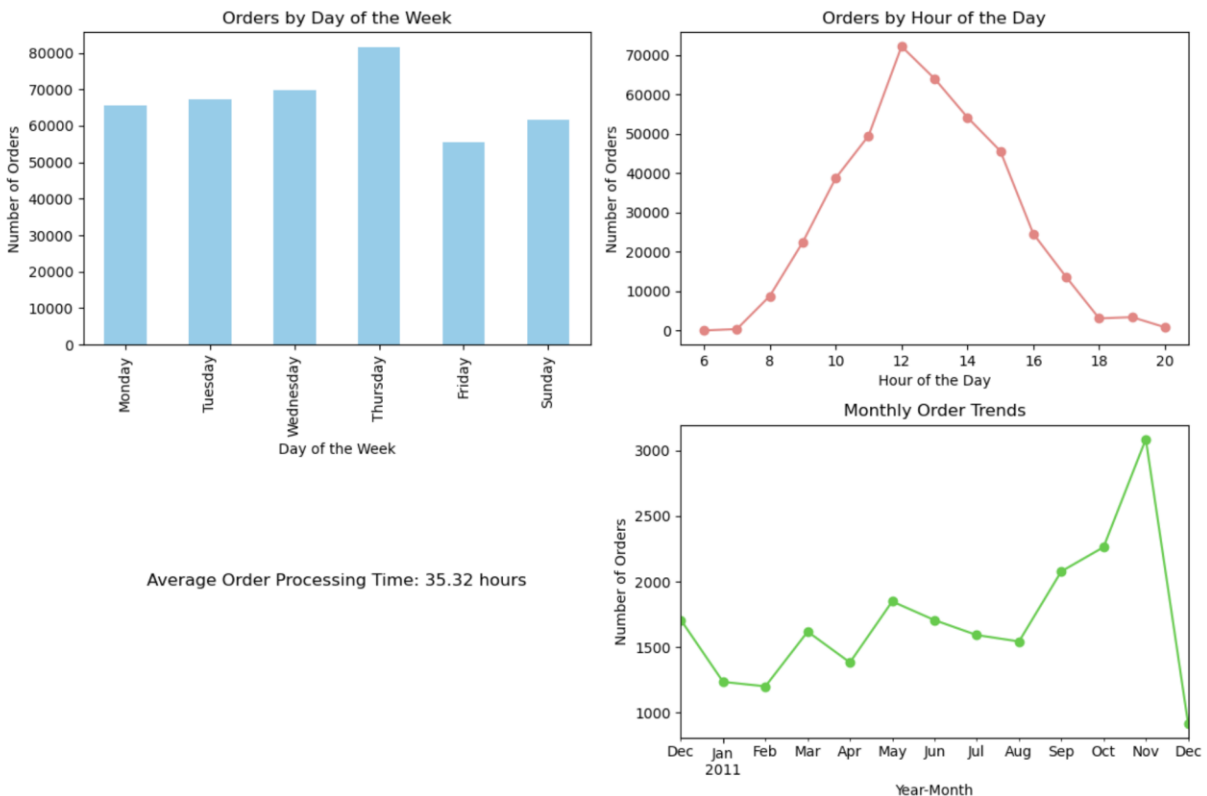 Orders by Day of the Week
Number of Orders
80000
70000
60000
50000
40000
30000
20000
10000
0
Monday
Tuesday
Wednesday
Thursday
Friday
Sunday
Day of the Week
Orders by Hour of the Day
Number of Orders
70000
60000
50000
40000
30000
20000
10000
0
6 8 10 12 14 16 18 20
Hour of the Day
Average Order Processing Time: 35.32 hours
Monthly Order Trends
Number of Orders
3000
2500
2000
1500
1000
Dec Jan Feb Mar Apr May Jun Jul Aug Sep Oct Nov Dec
2011
Year-Month